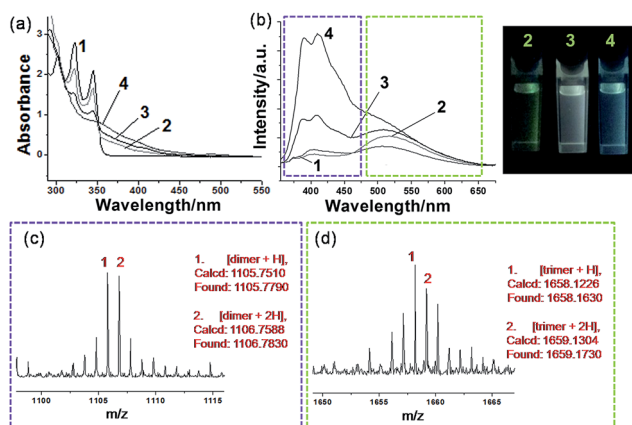 (a)
Absorbance
3
2
1
0
1
4
3
2
300 350 400 450 500 550
Wavelength/nm
(b)
Intensity/a.u.
4
3
2
1
400 450 500 550 600 650
Wavelength/nm
2 3 4
(c)
1 2
1. [dimer + H],
Calcd: 1105.7510
Found: 1105.7790
2. [dimer + 2H],
Calcd: 1106.7588
Found: 1106.7830
1100 1105 1110 1115
m/z
(d)
1
2
1. [trimer + H],
Calcd: 1658.1226
Found: 1658.1630
2. [trimer + 2H],
Calcd: 1659.1304
Found: 1659.1730
1650 1655 1660 1665
m/z